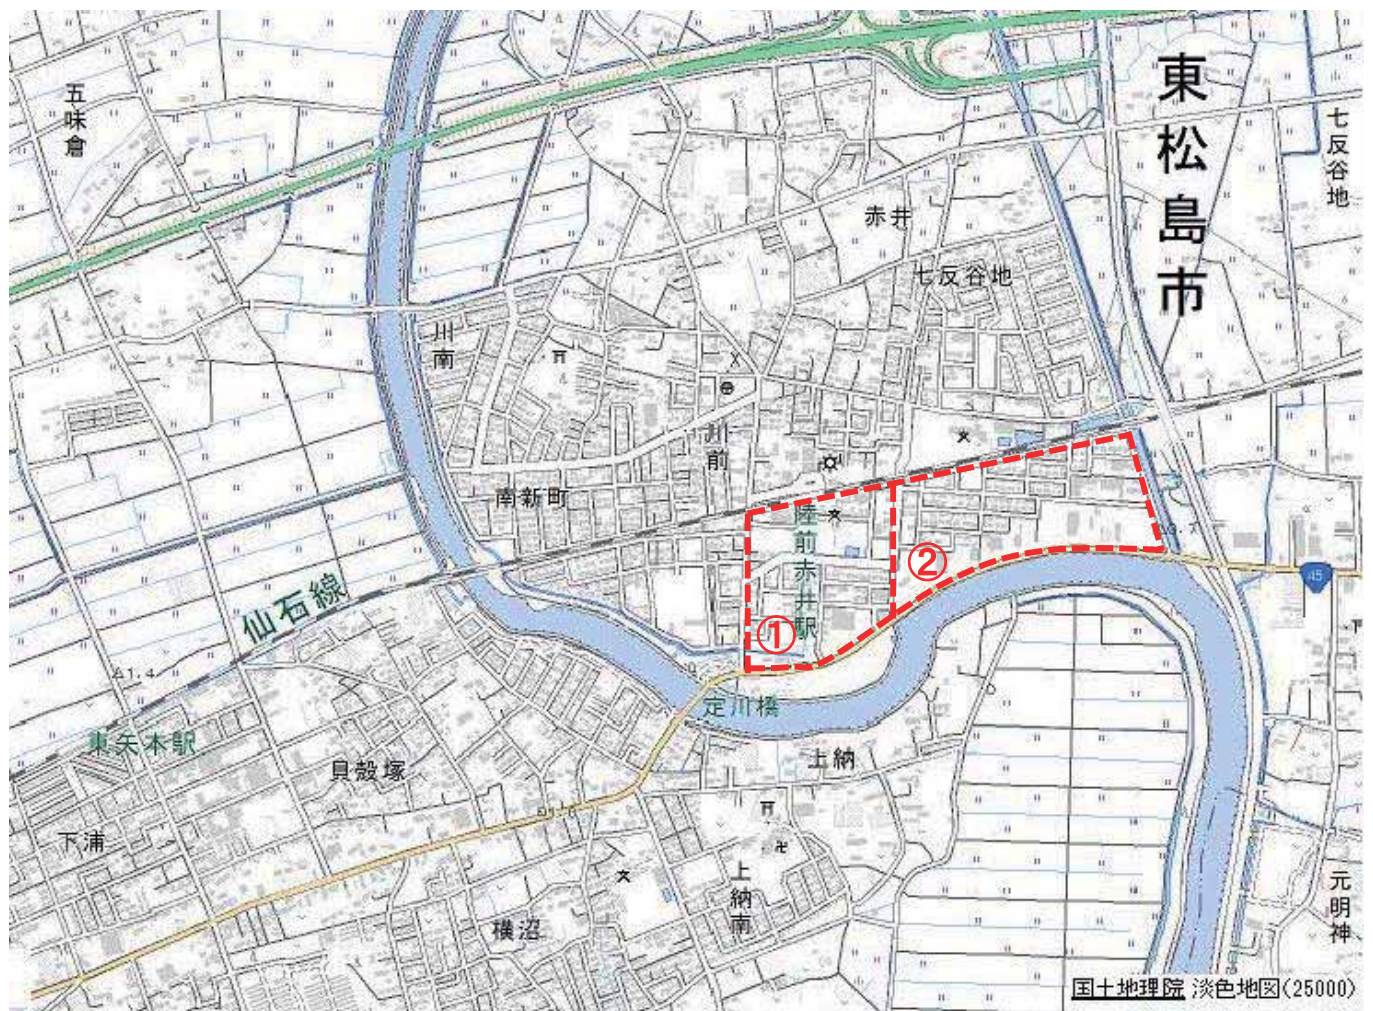 東松島市
五味倉
七反谷地
赤井
七反谷地
川南
川前
南新町
陸前赤井駅
②
①
45
仙石線
1.4
定川橋
東矢本駅
貝殻塚
上納
下浦
上納南
横沼
元明神
国土地理院 淡色地図(25000)